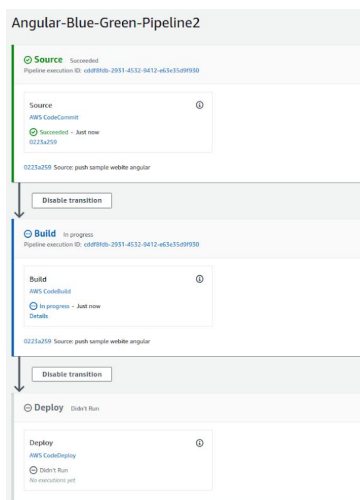 Angular-Blue-Green-Pipeline2
Source Succeeded
Pipeline execution ID: cddf8fdb-2931-4532-9412-e63e35d9f930
Source
AWS CodeCommit
Succeeded - Just now
0223a259
0223a259 Source: push sample webite angular
Disable transition
Build In progress
Pipeline execution ID: cddf8fdb-2931-4532-9412-e63e35d9f930
Build
AWS CodeBuild
In progress - Just now
Details
0223a259 Source: push sample webite angular
Disable transition
Deploy Didn't Run
Deploy
AWS CodeDeploy
Didn't Run
No executions yet